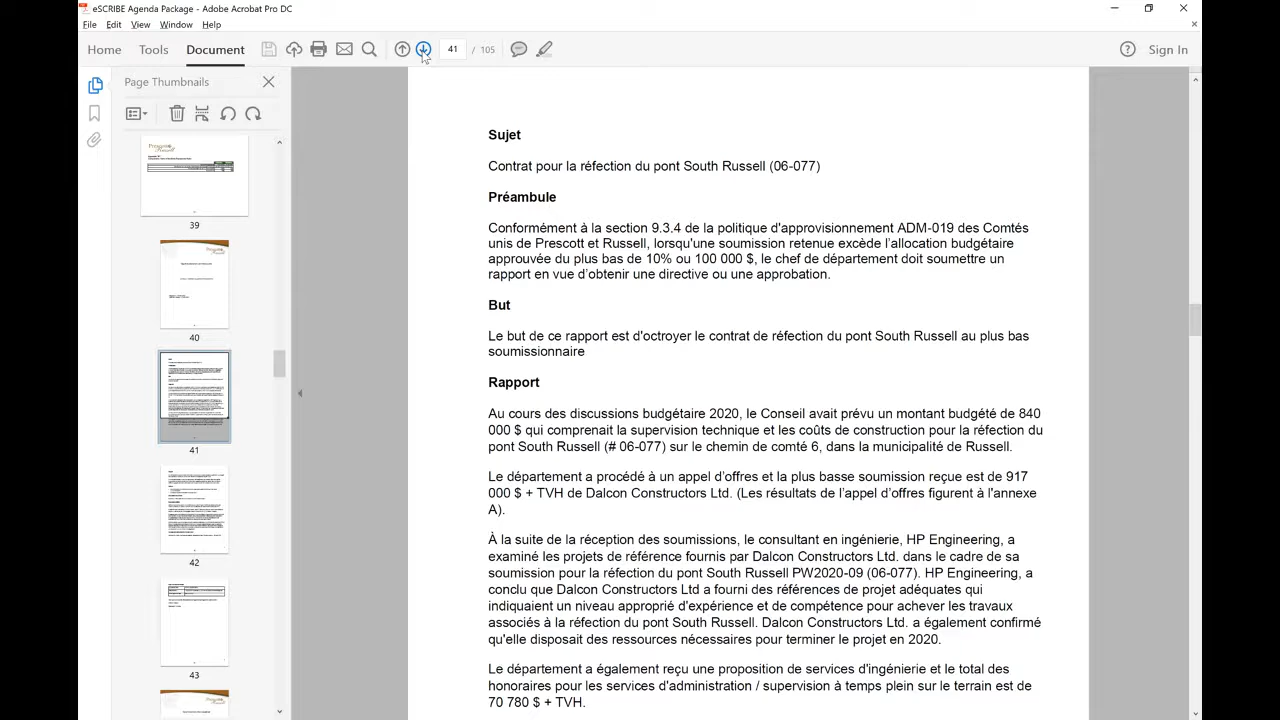 eSCRIBE Agenda Package - Adobe Acrobat Pro DC
File Edit View Window Help
Home Tools Document 41 / 105 Sign In
Page Thumbnails
39
40
41
42
43
Sujet
Contrat pour la réfection du pont South Russell (06-077)
Préambule
Conformément à la section 9.3.4 de la politique d'approvisionnement ADM-019 des Comtés
unis de Prescott et Russell, lorsqu'une soumission retenue excède l'allocation budgétaire
approuvée du plus bas de 10% ou 100 000 $, le chef de département doit soumettre un
rapport en vue d'obtenir une directive ou une approbation.
But
Le but de ce rapport est d'octroyer le contrat de réfection du pont South Russell au plus bas
soumissionnaire
Rapport
Au cours des discussions budgétaire 2020, le Conseil avait prévu un montant budgété de 840
000 $ qui comprenait la supervision technique et les coûts de construction pour la réfection du
pont South Russell (# 06-077) sur le chemin de comté 6, dans la municipalité de Russell.
Le département a procédé à un appel d'offres et la plus basse soumission reçue est de 917
000 $ + TVH de Dalcon Constructors Ltd. (Les résultats de l'appel d'offres figurent à l'annexe
A).
À la suite de la réception des soumissions, le consultant en ingénierie, HP Engineering, a
examiné les projets de référence fournis par Dalcon Constructors Ltd. dans le cadre de sa
soumission pour la réfection du pont South Russell PW2020-09 (06-077). HP Engineering, a
conclu que Dalcon Constructors Ltd a fourni des références de projet adéquates qui
indiquaient un niveau approprié d'expérience et de compétence pour achever les travaux
associés à la réfection du pont South Russell. Dalcon Constructors Ltd. a également confirmé
qu'elle disposait des ressources nécessaires pour terminer le projet en 2020.
Le département a également reçu une proposition de services d'ingénierie et le total des
honoraires pour les services d'administration / supervision à temps plein sur le terrain est de
70 780 $ + TVH.